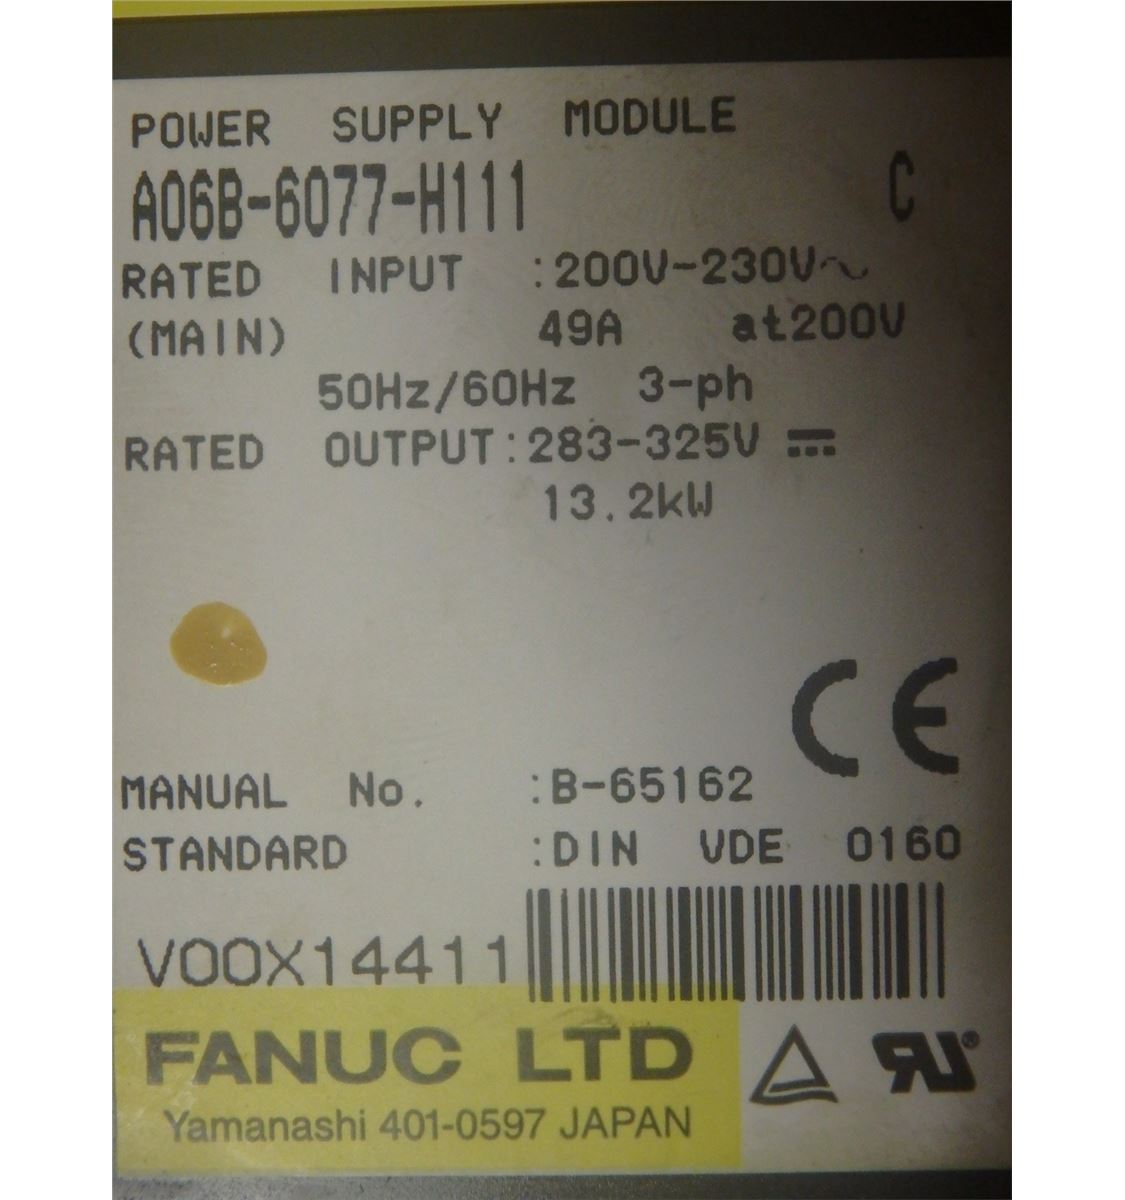 POWER SUPPLY MODULE
A06B-6077-H111 C
RATED INPUT :200V-230V~
(MAIN) 49A at200V
50Hz/60Hz 3-ph
RATED OUTPUT:283-325V ⎓
13.2kW
CE
MANUAL No. :B-65162
STANDARD :DIN VDE 0160
V00X14411
FANUC LTD
Yamanashi 401-0597 JAPAN
RU®